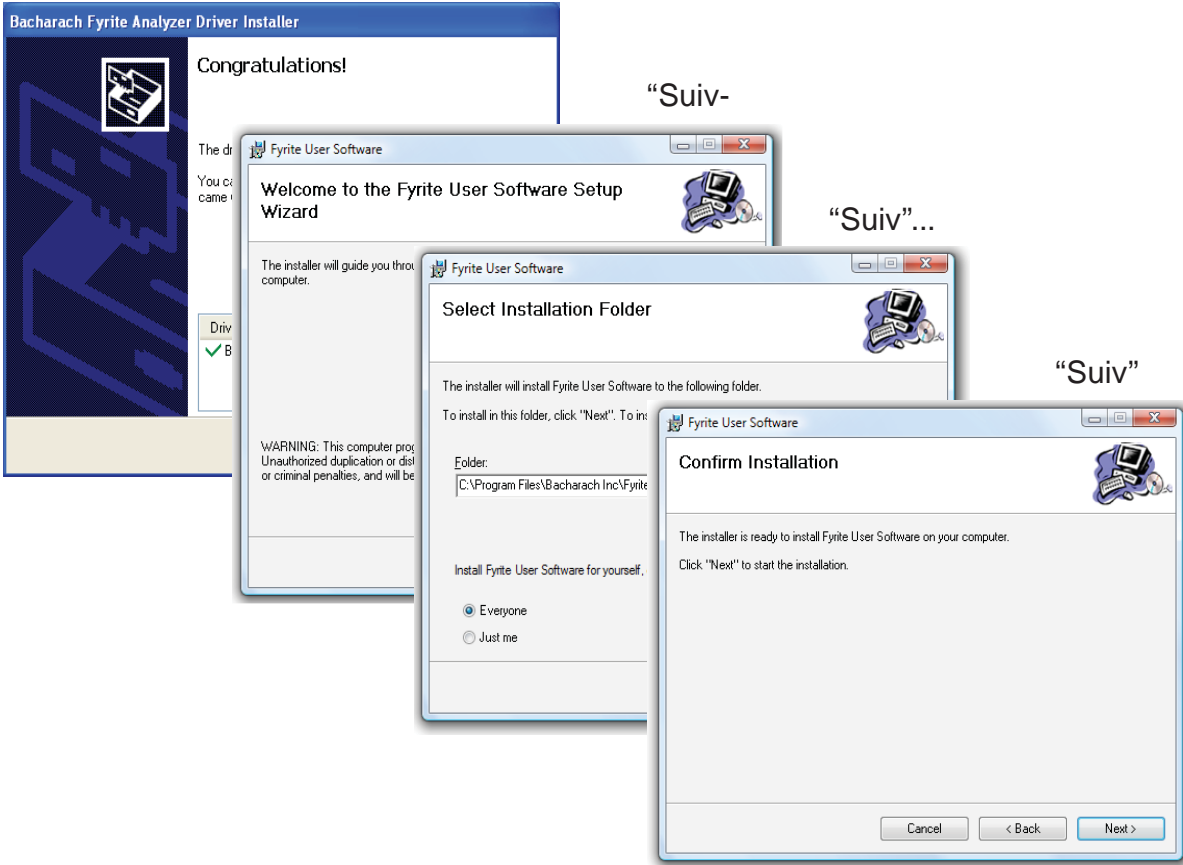 Bacharach Fyrite Analyzer Driver Installer
Congratulations!
The dr
You ca
came
Driv
B
“Suiv-
Fyrite User Software
Welcome to the Fyrite User Software Setup
Wizard
The installer will guide you throu
computer.
WARNING: This computer prog
Unauthorized duplication or dist
or criminal penalties, and will be
“Suiv”...
Fyrite User Software
Select Installation Folder
The installer will install Fyrite User Software to the following folder.
To install in this folder, click "Next". To ins
Folder:
C:\Program Files\Bacharach Inc\Fyrite
Install Fyrite User Software for yourself,
Everyone
Just me
“Suiv”
Fyrite User Software
Confirm Installation
The installer is ready to install Fyrite User Software on your computer.
Click "Next" to start the installation.
Cancel
< Back
Next >